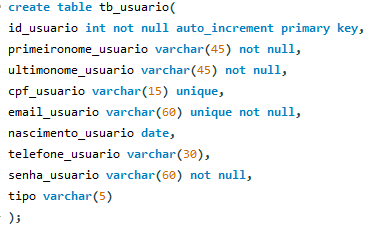 create table tb_usuario(
id_usuario int not null auto_increment primary key,
primeironome_usuario varchar(45) not null,
ultimonome_usuario varchar(45) not null,
cpf_usuario varchar(15) unique,
email_usuario varchar(60) unique not null,
nascimento_usuario date,
telefone_usuario varchar(30),
senha_usuario varchar(60) not null,
tipo varchar(5)
);